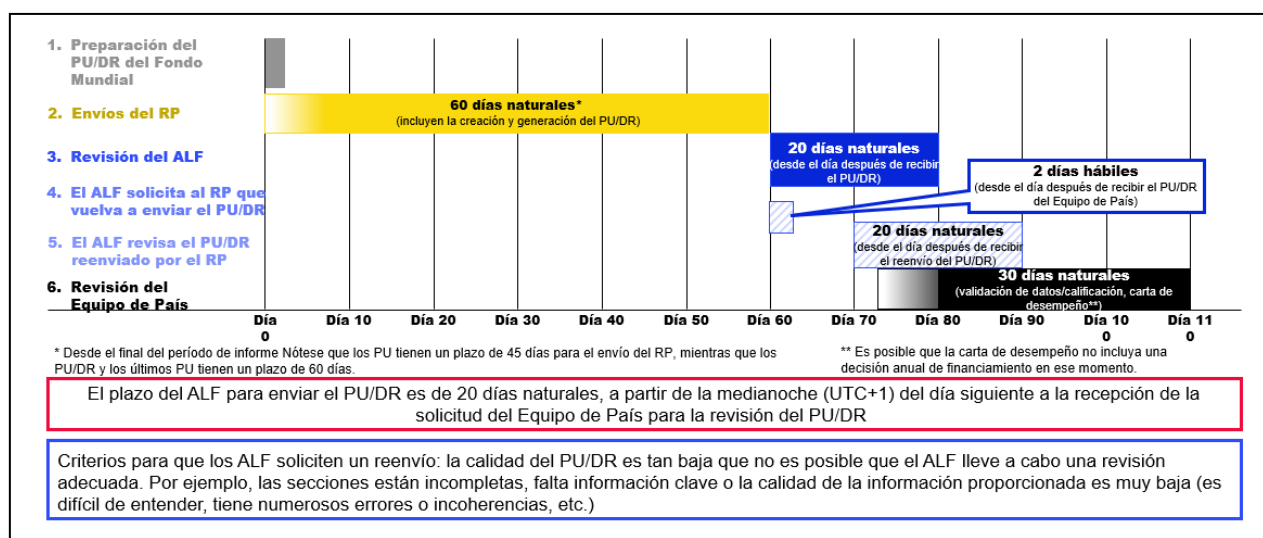 1. Preparación del
PU/DR del Fondo
Mundial
2. Envíos del RP
60 días naturales*
(incluyen la creación y generación del PU/DR)
3. Revisión del ALF
20 días naturales
(desde el día después de recibir
el PU/DR)
4. El ALF solicita al RP que
vuelva a enviar el PU/DR
2 días hábiles
(desde el día después de recibir el PU/DR
del Equipo de País)
5. El ALF revisa el PU/DR
reenviado por el RP
20 días naturales
(desde el día después de recibir
el reenvío del PU/DR)
6. Revisión del
Equipo de País
30 días naturales
(validación de datos/calificación, carta de
desempeño**)
Día 0 Día 10 Día 20 Día 30 Día 40 Día 50 Día 60 Día 70 Día 80 Día 90 Día 10 0 Día 11 0
* Desde el final del período de informe Nótese que los PU tienen un plazo de 45 días para el envío del RP, mientras que los
PU/DR y los últimos PU tienen un plazo de 60 días.
** Es posible que la carta de desempeño no incluya una
decisión anual de financiamiento en ese momento.
El plazo del ALF para enviar el PU/DR es de 20 días naturales, a partir de la medianoche (UTC+1) del día siguiente a la recepción de la
solicitud del Equipo de País para la revisión del PU/DR
Criterios para que los ALF soliciten un reenvío: la calidad del PU/DR es tan baja que no es posible que el ALF lleve a cabo una revisión
adecuada. Por ejemplo, las secciones están incompletas, falta información clave o la calidad de la información proporcionada es muy baja (es
difícil de entender, tiene numerosos errores o incoherencias, etc.)